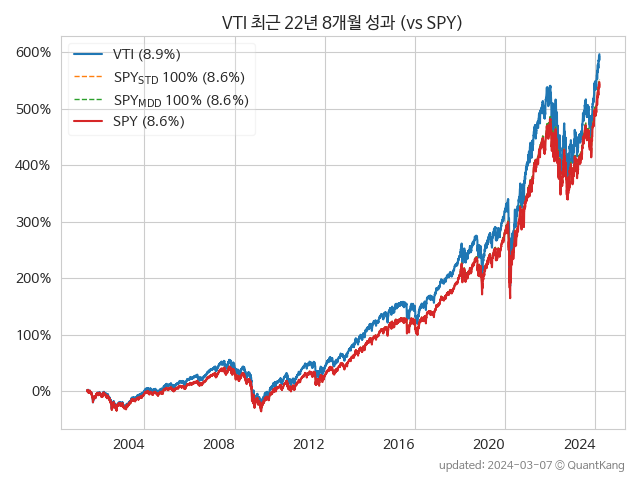 VTI 최근 22년 8개월 성과 (vs SPY)
600%
500%
400%
300%
200%
100%
0%
VTI (8.9%)
SPY_STD 100% (8.6%)
SPY_MDD 100% (8.6%)
SPY (8.6%)
2004 2008 2012 2016 2020 2024
updated: 2024-03-07 © QuantKang